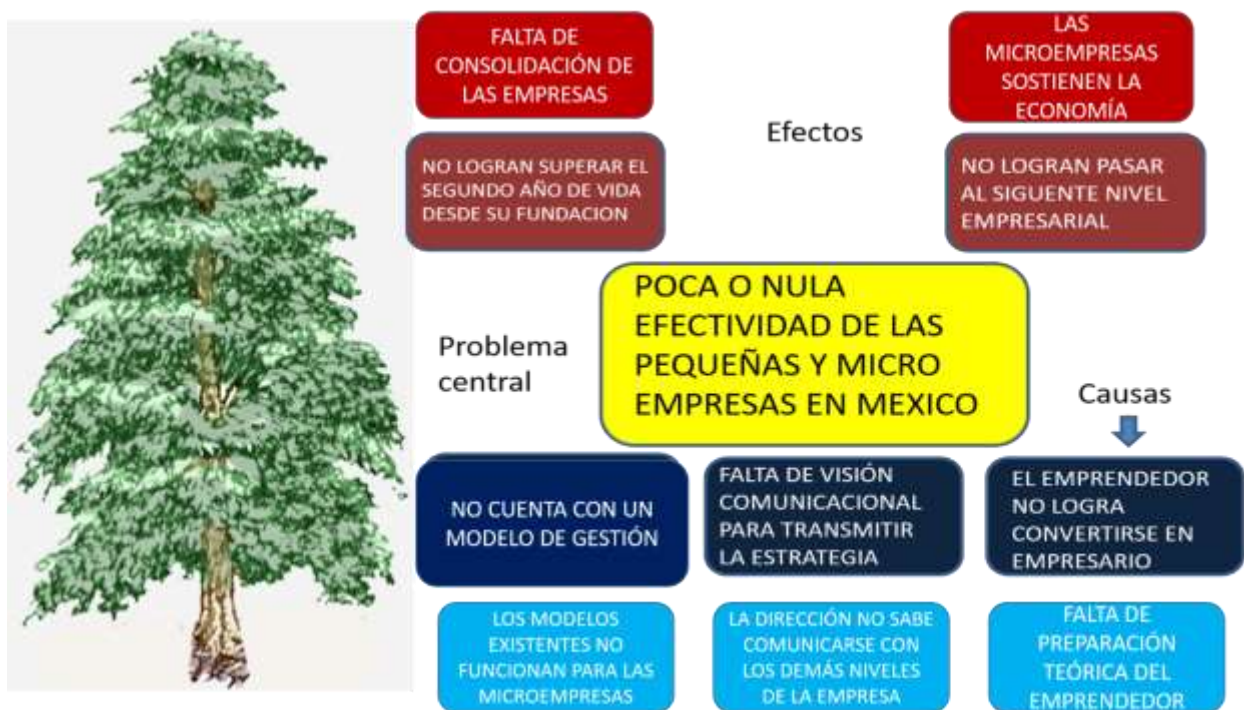 FALTA DE
CONSOLIDACIÓN DE
LAS EMPRESAS
LAS
MICROEMPRESAS
SOSTIENEN LA
ECONOMÍA
Efectos
NO LOGRAN SUPERAR EL
SEGUNDO AÑO DE VIDA
DESDE SU FUNDACION
NO LOGRAN PASAR
AL SIGUENTE NIVEL
EMPRESARIAL
Problema
central
POCA O NULA
EFECTIVIDAD DE LAS
PEQUEÑAS Y MICRO
EMPRESAS EN MEXICO
Causas
NO CUENTA CON UN
MODELO DE GESTIÓN
FALTA DE VISIÓN
COMUNICACIONAL
PARA TRANSMITIR
LA ESTRATEGIA
EL EMPRENDEDOR
NO LOGRA
CONVERTIRSE EN
EMPRESARIO
LOS MODELOS
EXISTENTES NO
FUNCIONAN PARA LAS
MICROEMPRESAS
LA DIRECCIÓN NO SABE
COMUNICARSE CON
LOS DEMÁS NIVELES
DE LA EMPRESA
FALTA DE
PREPARACIÓN
TEÓRICA DEL
EMPRENDEDOR